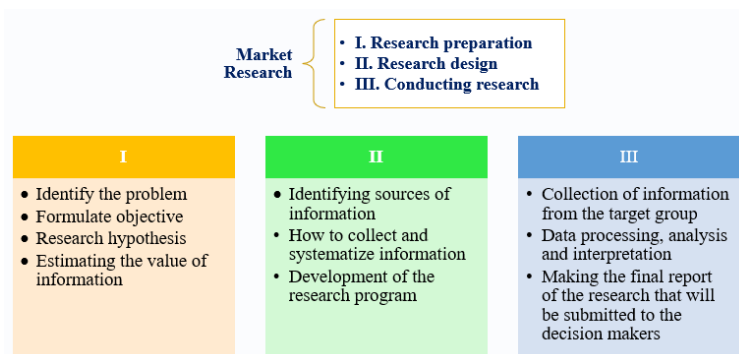 Market
Research
• I. Research preparation
• II. Research design
• III. Conducting research
I
• Identify the problem
• Formulate objective
• Research hypothesis
• Estimating the value of
information
II
• Identifying sources of
information
• How to collect and
systematize information
• Development of the
research program
III
• Collection of information
from the target group
• Data processing, analysis
and interpretation
• Making the final report
of the research that will
be submitted to the
decision makers